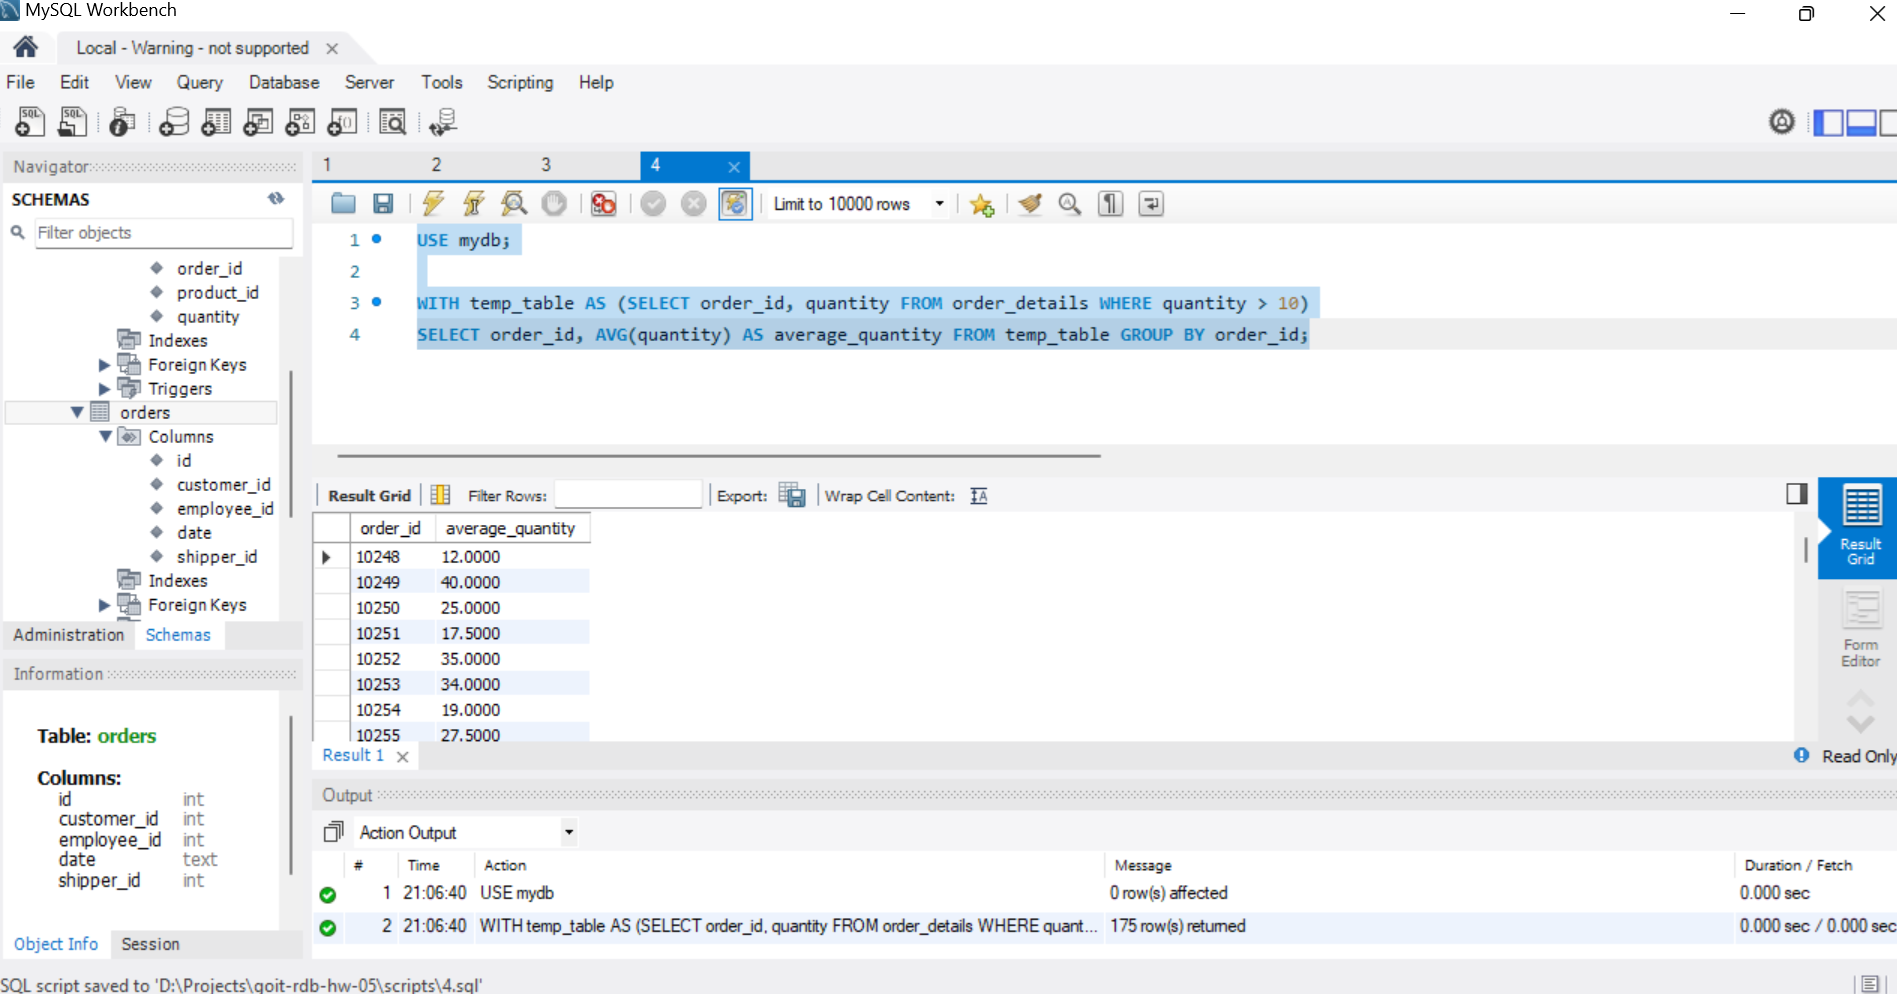 MySQL Workbench
Local - Warning - not supported
File Edit View Query Database Server Tools Scripting Help
Navigator
SCHEMAS
Filter objects
order_id
product_id
quantity
Indexes
Foreign Keys
Triggers
orders
Columns
id
customer_id
employee_id
date
shipper_id
Indexes
Foreign Keys
Administration Schemas
Information
Table: orders
Columns:
id int
customer_id int
employee_id int
date text
shipper_id int
Object Info Session
1 2 3 4
Limit to 10000 rows
1 USE mydb;
2
3 WITH temp_table AS (SELECT order_id, quantity FROM order_details WHERE quantity > 10)
4 SELECT order_id, AVG(quantity) AS average_quantity FROM temp_table GROUP BY order_id;
Result Grid Filter Rows: Export: Wrap Cell Content:
order_id average_quantity
10248 12.0000
10249 40.0000
10250 25.0000
10251 17.5000
10252 35.0000
10253 34.0000
10254 19.0000
10255 27.5000
Result Grid
Form Editor
Result 1
Read Only
Output
Action Output
# Time Action Message Duration / Fetch
1 21:06:40 USE mydb 0 row(s) affected 0.000 sec
2 21:06:40 WITH temp_table AS (SELECT order_id, quantity FROM order_details WHERE quant... 175 row(s) returned 0.000 sec / 0.000 sec
SQL script saved to 'D:\Projects\goit-rdb-hw-05\scripts\4.sql'